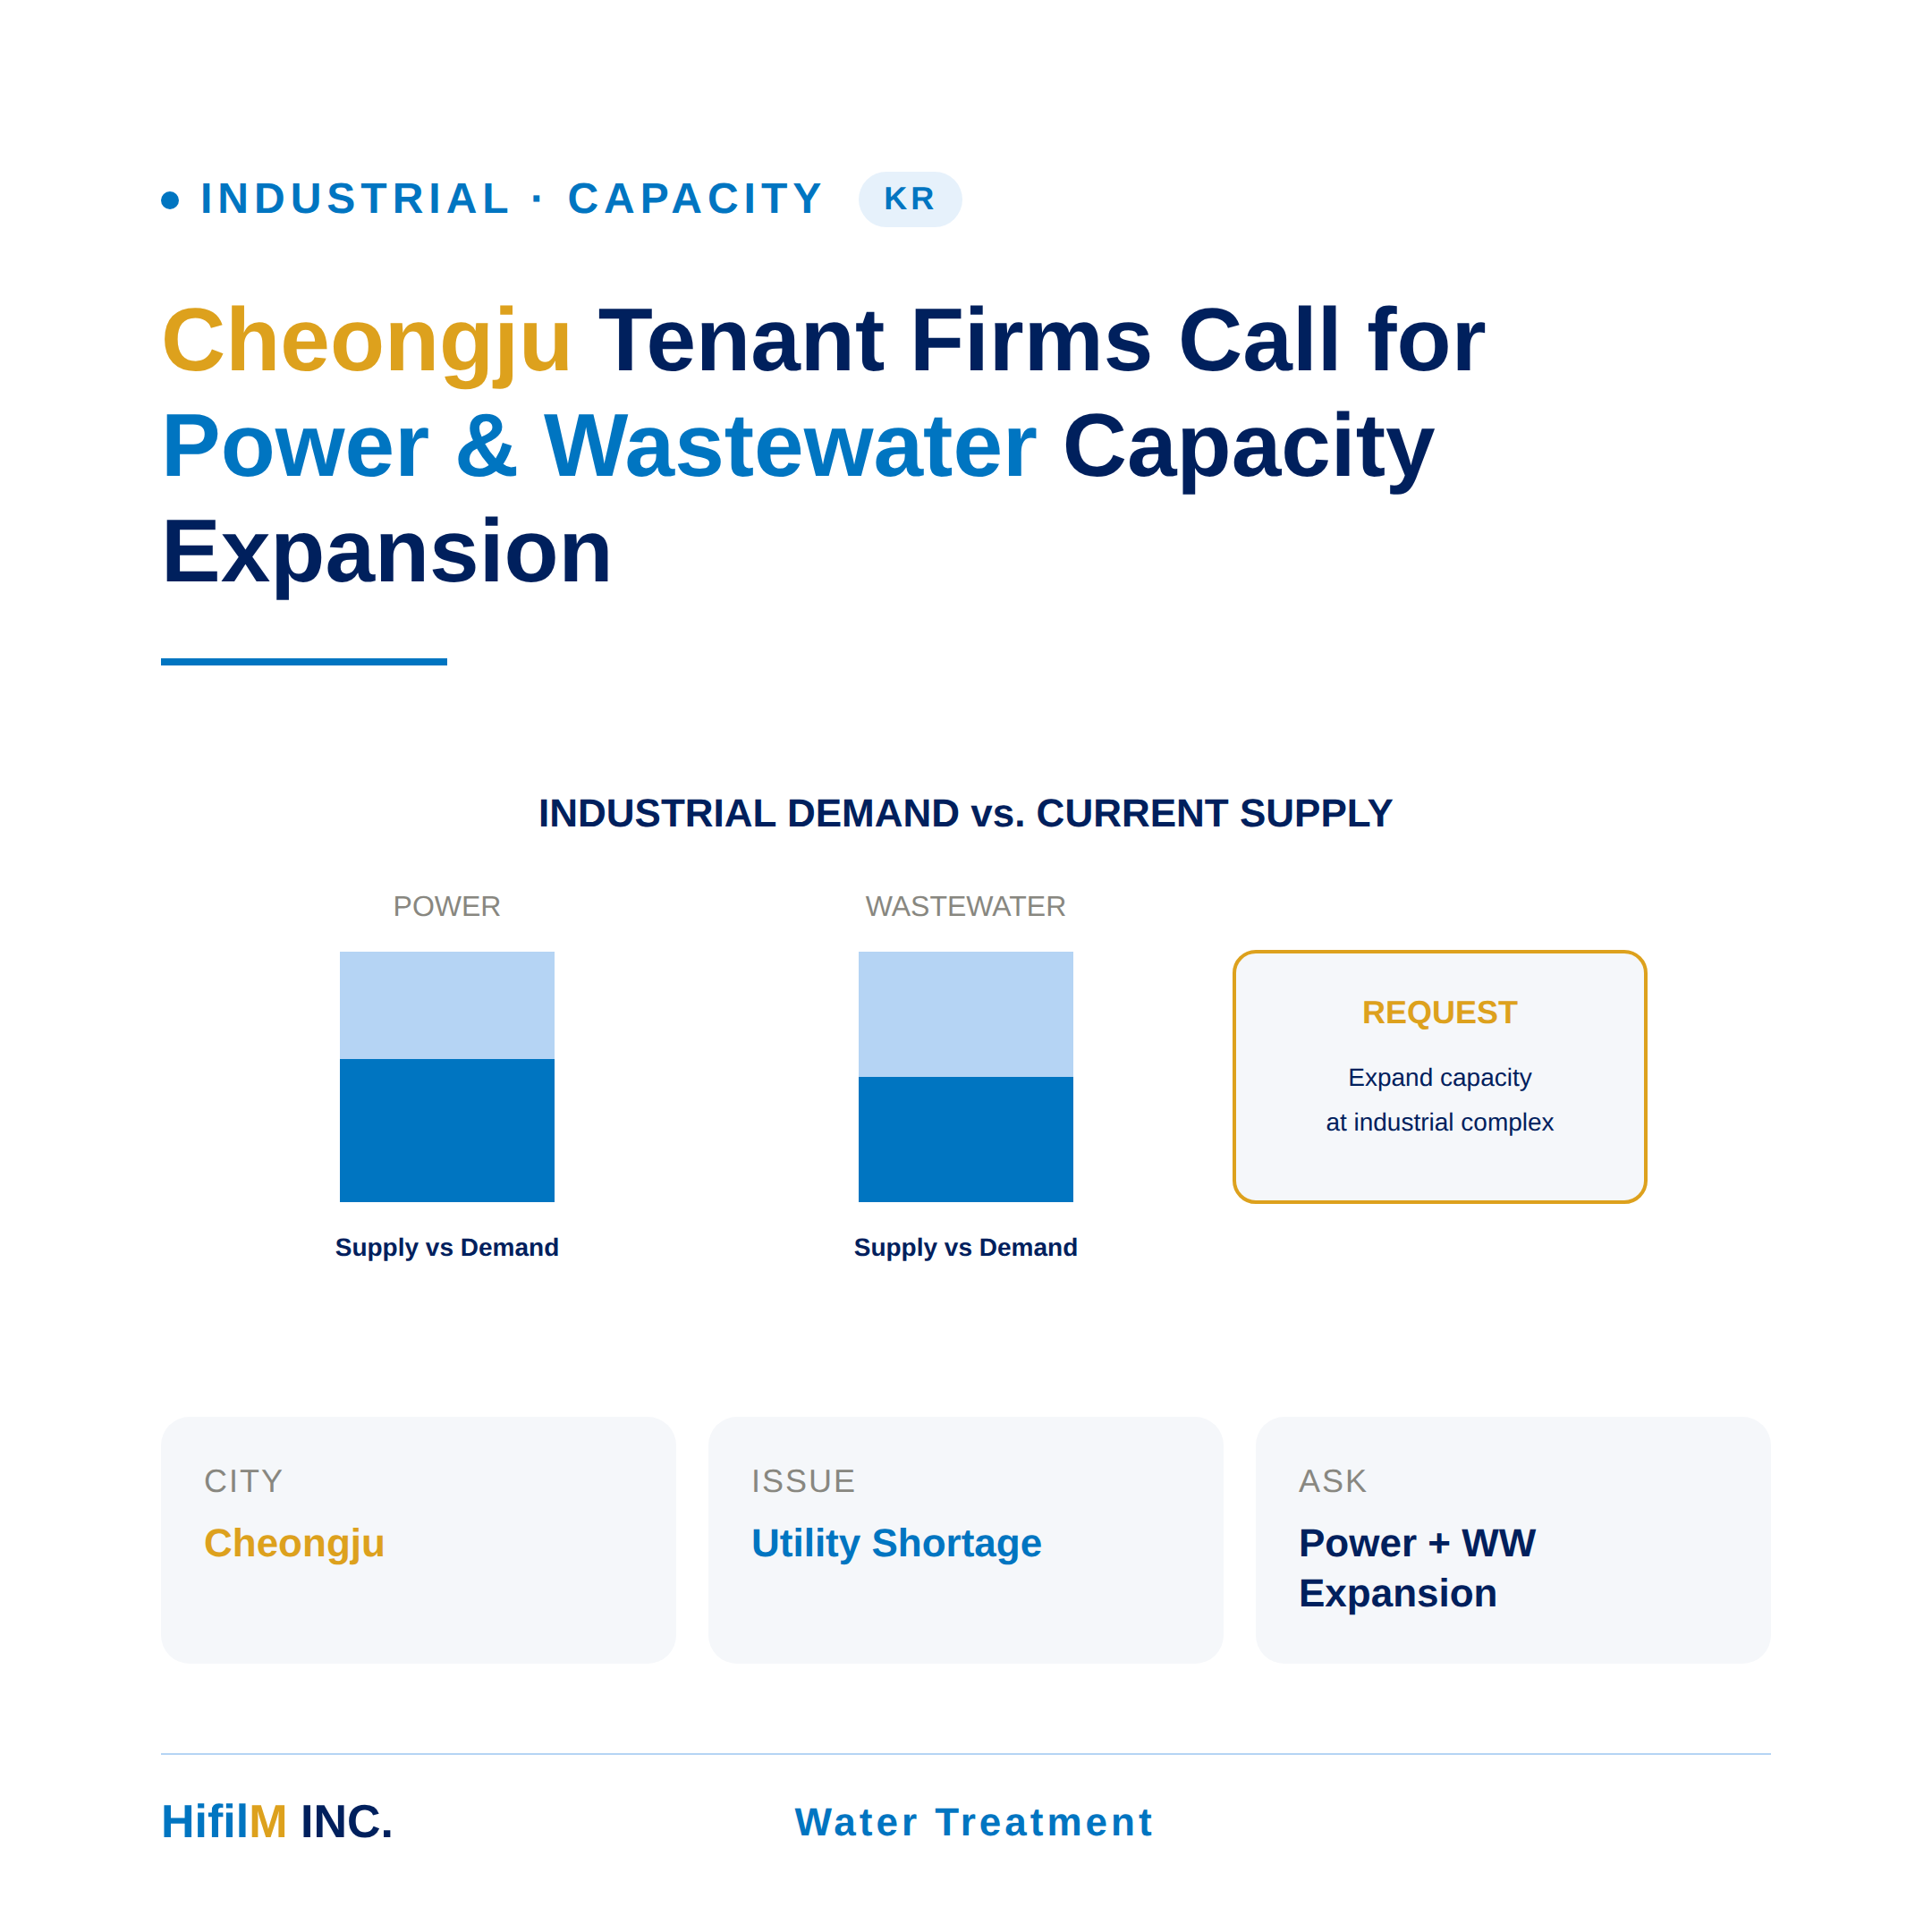 INDUSTRIAL · CAPACITY KR
Cheongju Tenant Firms Call for
Power & Wastewater Capacity
Expansion
INDUSTRIAL DEMAND vs. CURRENT SUPPLY
POWER
Supply vs Demand
WASTEWATER
Supply vs Demand
REQUEST
Expand capacity
at industrial complex
CITY
Cheongju
ISSUE
Utility Shortage
ASK
Power + WW
Expansion
HifilM INC.
Water Treatment